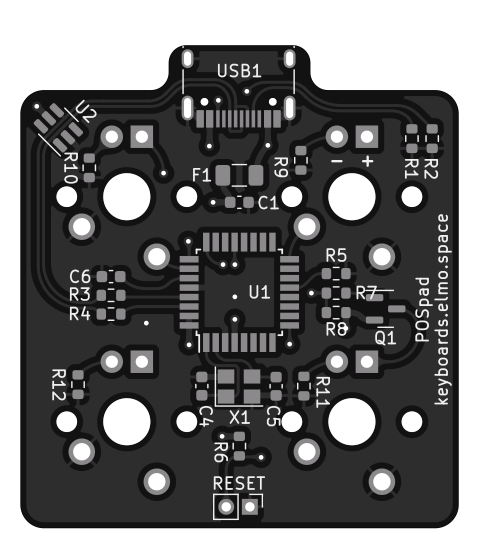 USB1
U2
R10
F1
R9
− +
R1
R2
C1
C6
R3
R4
U1
R5
R7
R8
Q1
POSpad
keyboards.elmo.space
R12
C4
X1
C5
R11
R6
RESET